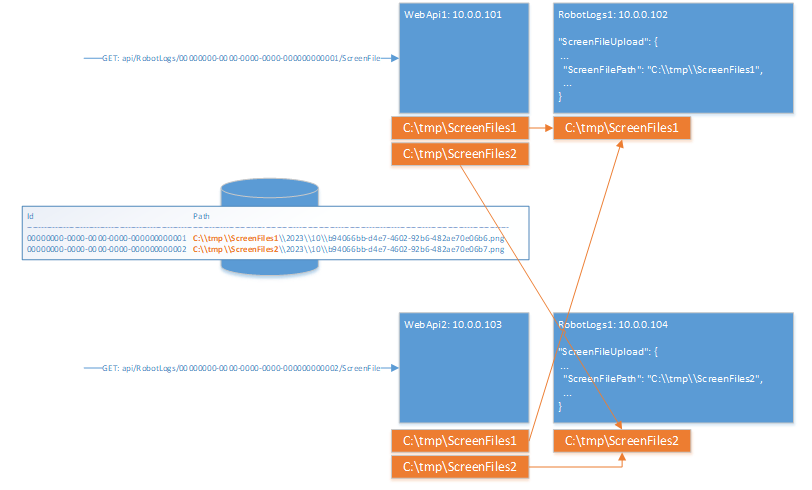 WebApi1: 10.0.0.101
RobotLogs1: 10.0.0.102
"ScreenFileUpload": {
...
"ScreenFilePath": "C:\\tmp\\ScreenFiles1",
...
}
GET: api/RobotLogs/00000000-0000-0000-0000-000000000001/ScreenFile
C:\tmp\ScreenFiles1
C:\tmp\ScreenFiles1
C:\tmp\ScreenFiles2
Id Path
00000000-0000-0000-0000-000000000001 C:\\tmp\\ScreenFiles1\\2023\\10\\b94066bb-d4e7-4602-92b6-482ae70e06b6.png
00000000-0000-0000-0000-000000000002 C:\\tmp\\ScreenFiles2\\2023\\10\\b94066bb-d4e7-4602-92b6-482ae70e06b7.png
WebApi2: 10.0.0.103
RobotLogs1: 10.0.0.104
"ScreenFileUpload": {
...
"ScreenFilePath": "C:\\tmp\\ScreenFiles2",
...
}
GET: api/RobotLogs/00000000-0000-0000-0000-000000000002/ScreenFile
C:\tmp\ScreenFiles1
C:\tmp\ScreenFiles2
C:\tmp\ScreenFiles2